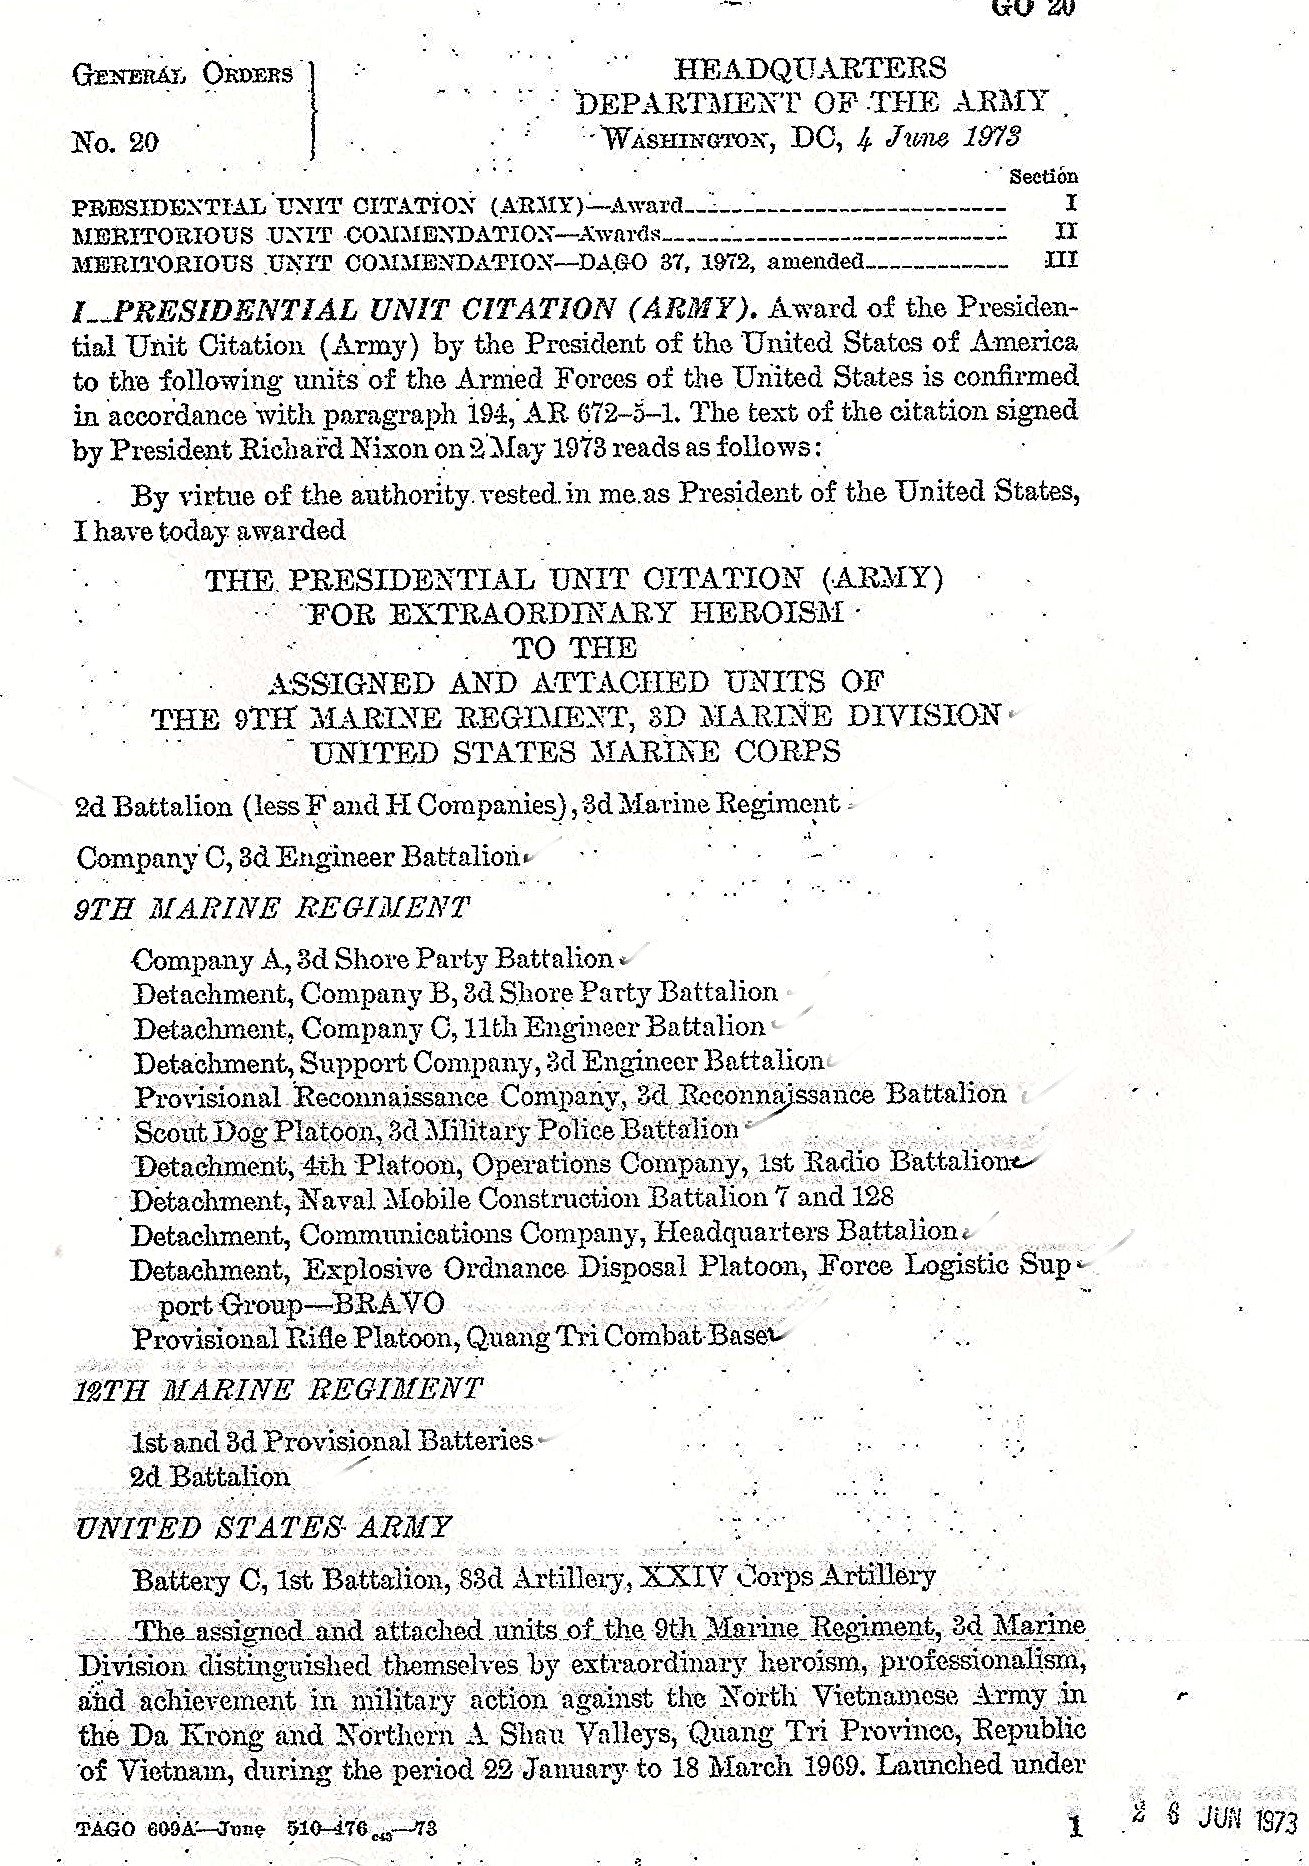 GO 20
GENERAL ORDERS
No. 20
HEADQUARTERS
DEPARTMENT OF THE ARMY
WASHINGTON, DC, 4 June 1973
Section
PRESIDENTIAL UNIT CITATION (ARMY)—Award I
MERITORIOUS UNIT COMMENDATION—Awards II
MERITORIOUS UNIT COMMENDATION—DAGO 37, 1972, amended III
I__PRESIDENTIAL UNIT CITATION (ARMY). Award of the Presiden-
tial Unit Citation (Army) by the President of the United States of America
to the following units of the Armed Forces of the United States is confirmed
in accordance with paragraph 194, AR 672–5–1. The text of the citation signed
by President Richard Nixon on 2 May 1973 reads as follows:
By virtue of the authority vested in me as President of the United States,
I have today awarded
THE PRESIDENTIAL UNIT CITATION (ARMY)
FOR EXTRAORDINARY HEROISM
TO THE
ASSIGNED AND ATTACHED UNITS OF
THE 9TH MARINE REGIMENT, 3D MARINE DIVISION
UNITED STATES MARINE CORPS
2d Battalion (less F and H Companies), 3d Marine Regiment
Company C, 3d Engineer Battalion
9TH MARINE REGIMENT
Company A, 3d Shore Party Battalion
Detachment, Company B, 3d Shore Party Battalion
Detachment, Company C, 11th Engineer Battalion
Detachment, Support Company, 3d Engineer Battalion
Provisional Reconnaissance Company, 3d Reconnaissance Battalion
Scout Dog Platoon, 3d Military Police Battalion
Detachment, 4th Platoon, Operations Company, 1st Radio Battalion
Detachment, Naval Mobile Construction Battalion 7 and 128
Detachment, Communications Company, Headquarters Battalion
Detachment, Explosive Ordnance Disposal Platoon, Force Logistic Sup-
port Group—BRAVO
Provisional Rifle Platoon, Quang Tri Combat Base
12TH MARINE REGIMENT
1st and 3d Provisional Batteries
2d Battalion
UNITED STATES ARMY
Battery C, 1st Battalion, 83d Artillery, XXIV Corps Artillery
The assigned and attached units of the 9th Marine Regiment, 3d Marine
Division distinguished themselves by extraordinary heroism, professionalism,
and achievement in military action against the North Vietnamese Army in
the Da Krong and Northern A Shau Valleys, Quang Tri Province, Republic
of Vietnam, during the period 22 January to 18 March 1969. Launched under
TAGO 609A—June 510–476 c43—73
1
2 6 JUN 1973